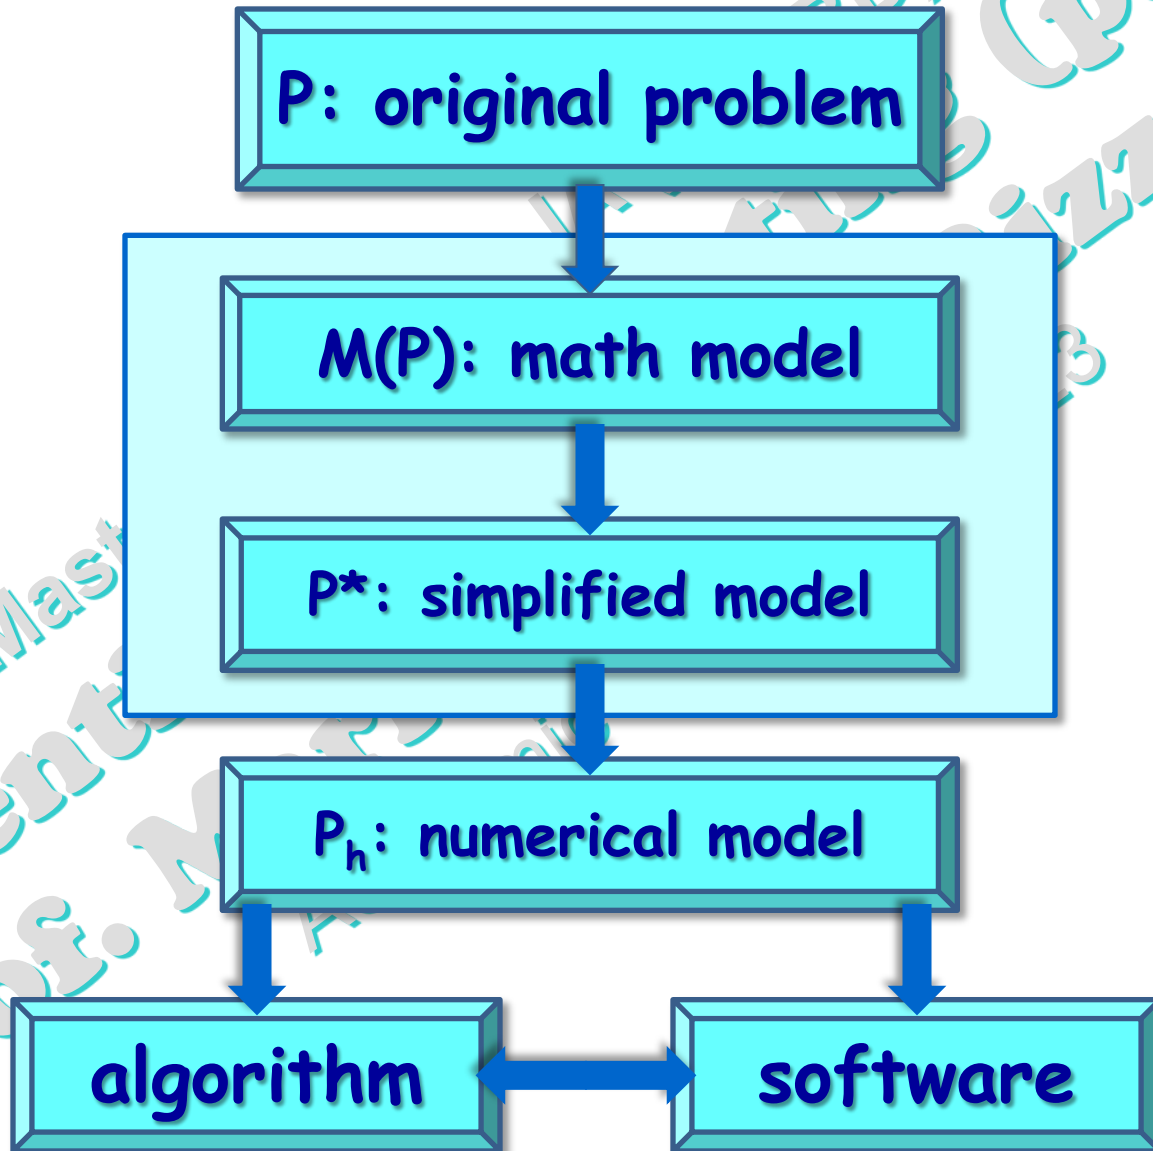 P: original problem
M(P): math model
P*: simplified model
Pₕ: numerical model
algorithm
software